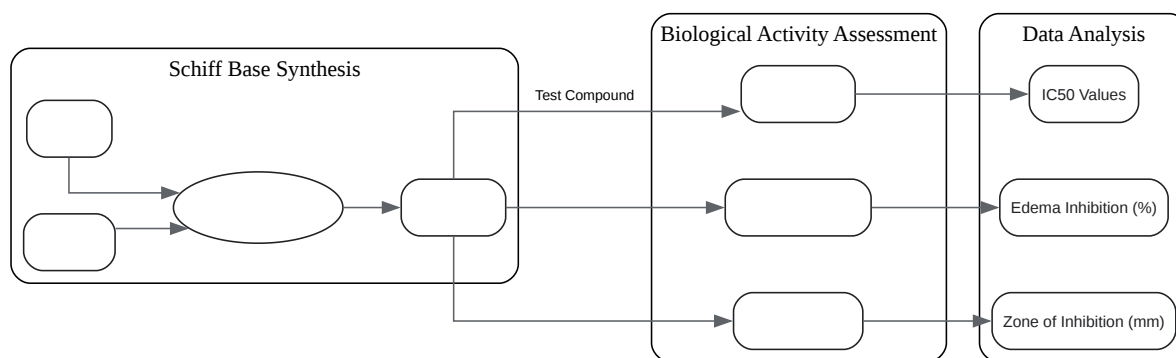 Schiff Base Synthesis
Test Compound
Biological Activity Assessment
Data Analysis
IC50 Values
Edema Inhibition (%)
Zone of Inhibition (mm)